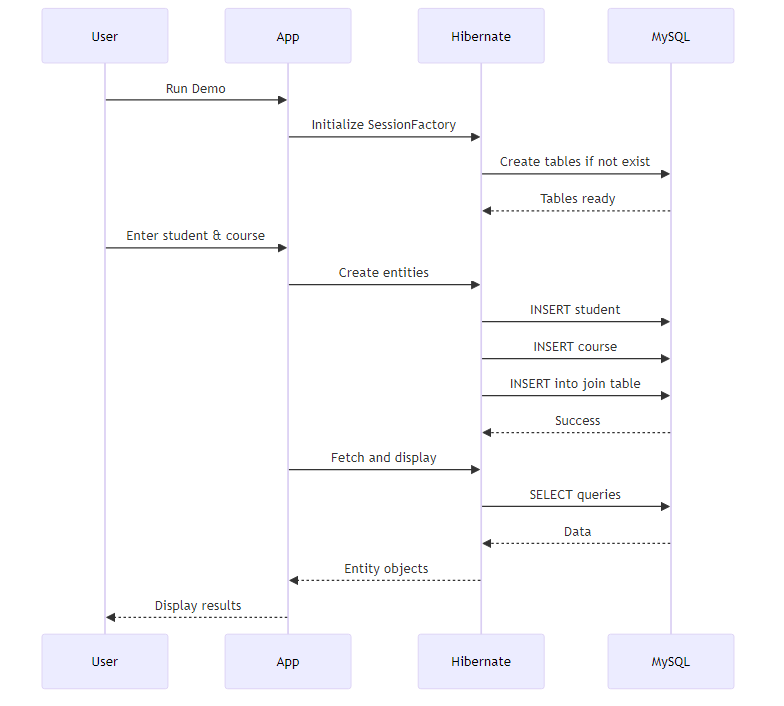 User
App
Hibernate
MySQL
Run Demo
Initialize SessionFactory
Create tables if not exist
Tables ready
Enter student & course
Create entities
INSERT student
INSERT course
INSERT into join table
Success
Fetch and display
SELECT queries
Data
Entity objects
Display results
User
App
Hibernate
MySQL